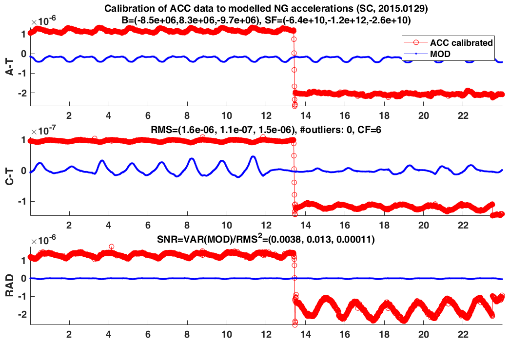 Calibration of ACC data to modelled NG accelerations (SC, 2015.0129)
B=(-8.5e+06,8.3e+06,-9.7e+06), SF=(-6.4e+10,-1.2e+12,-2.6e+10)
×10⁻⁶
1
0
-1
-2
A-T
ACC calibrated
MOD
2 4 6 8 10 12 14 16 18 20 22
RMS=(1.6e-06, 1.1e-07, 1.5e-06), #outliers: 0, CF=6
×10⁻⁷
1
0
-1
C-T
2 4 6 8 10 12 14 16 18 20 22
SNR=VAR(MOD)/RMS²=(0.0038, 0.013, 0.00011)
×10⁻⁶
1
0
-1
-2
RAD
2 4 6 8 10 12 14 16 18 20 22